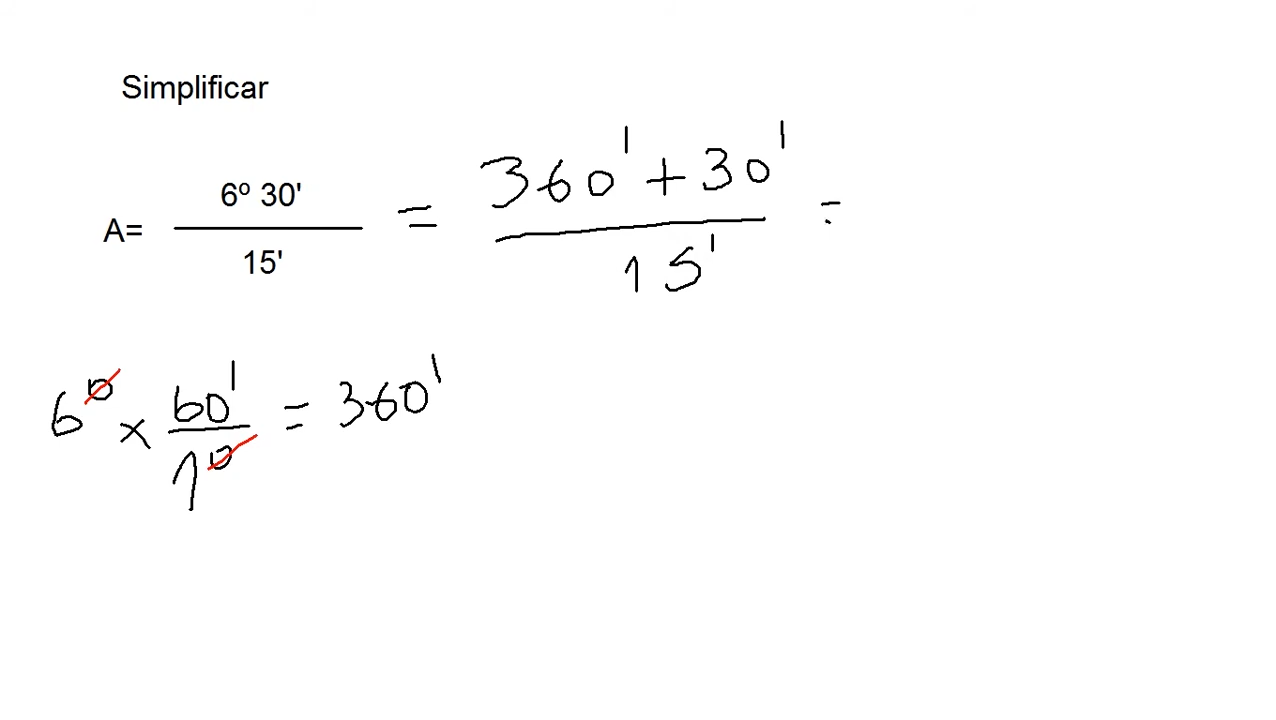 Simplificar
A= 6º 30' / 15' = 360' + 30' / 15' =
6º × 60' / 1º = 360'